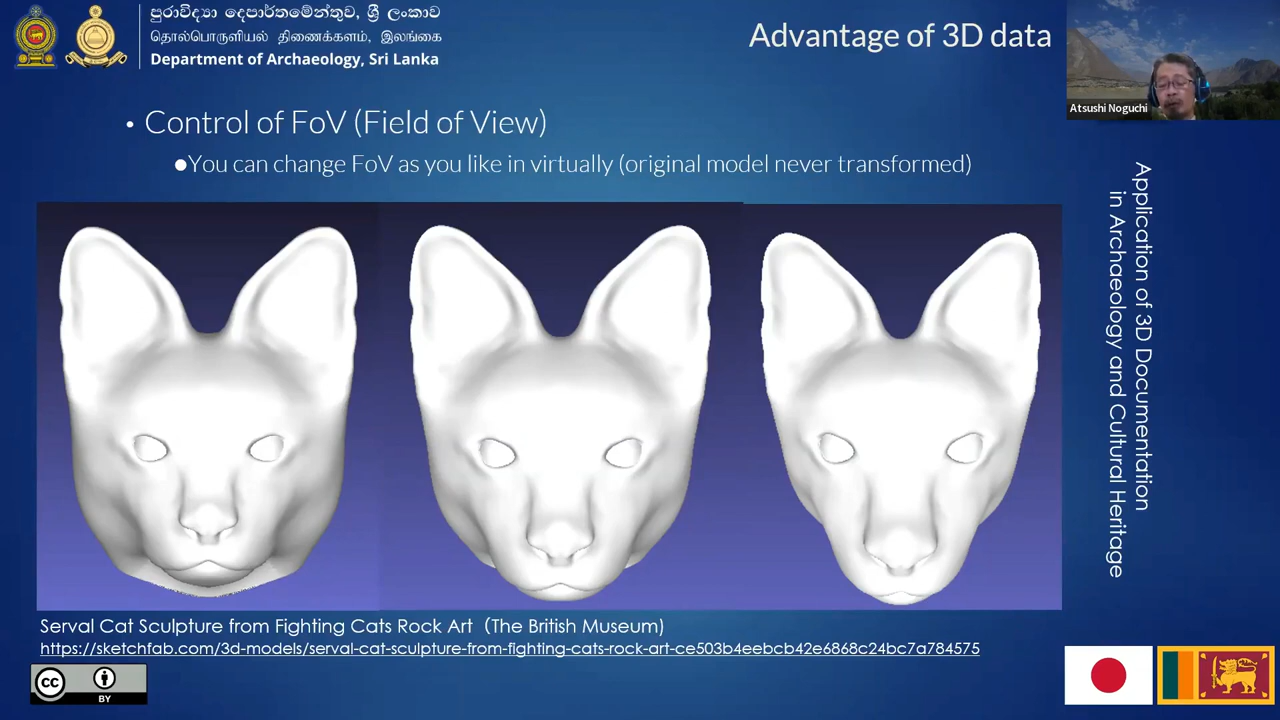 පුරාවිද්‍යා දෙපාර්තමේන්තුව, ශ්‍රී ලංකාව
தொல்பொருளியல் திணைக்களம், இலங்கை
Department of Archaeology, Sri Lanka
Advantage of 3D data
Atsushi Noguchi
• Control of FoV (Field of View)
●You can change FoV as you like in virtually (original model never transformed)
Application of 3D Documentation
in Archaeology and Cultural Heritage
Serval Cat Sculpture from Fighting Cats Rock Art（The British Museum)
https://sketchfab.com/3d-models/serval-cat-sculpture-from-fighting-cats-rock-art-ce503b4eebcb42e6868c24bc7a784575
CC
BY